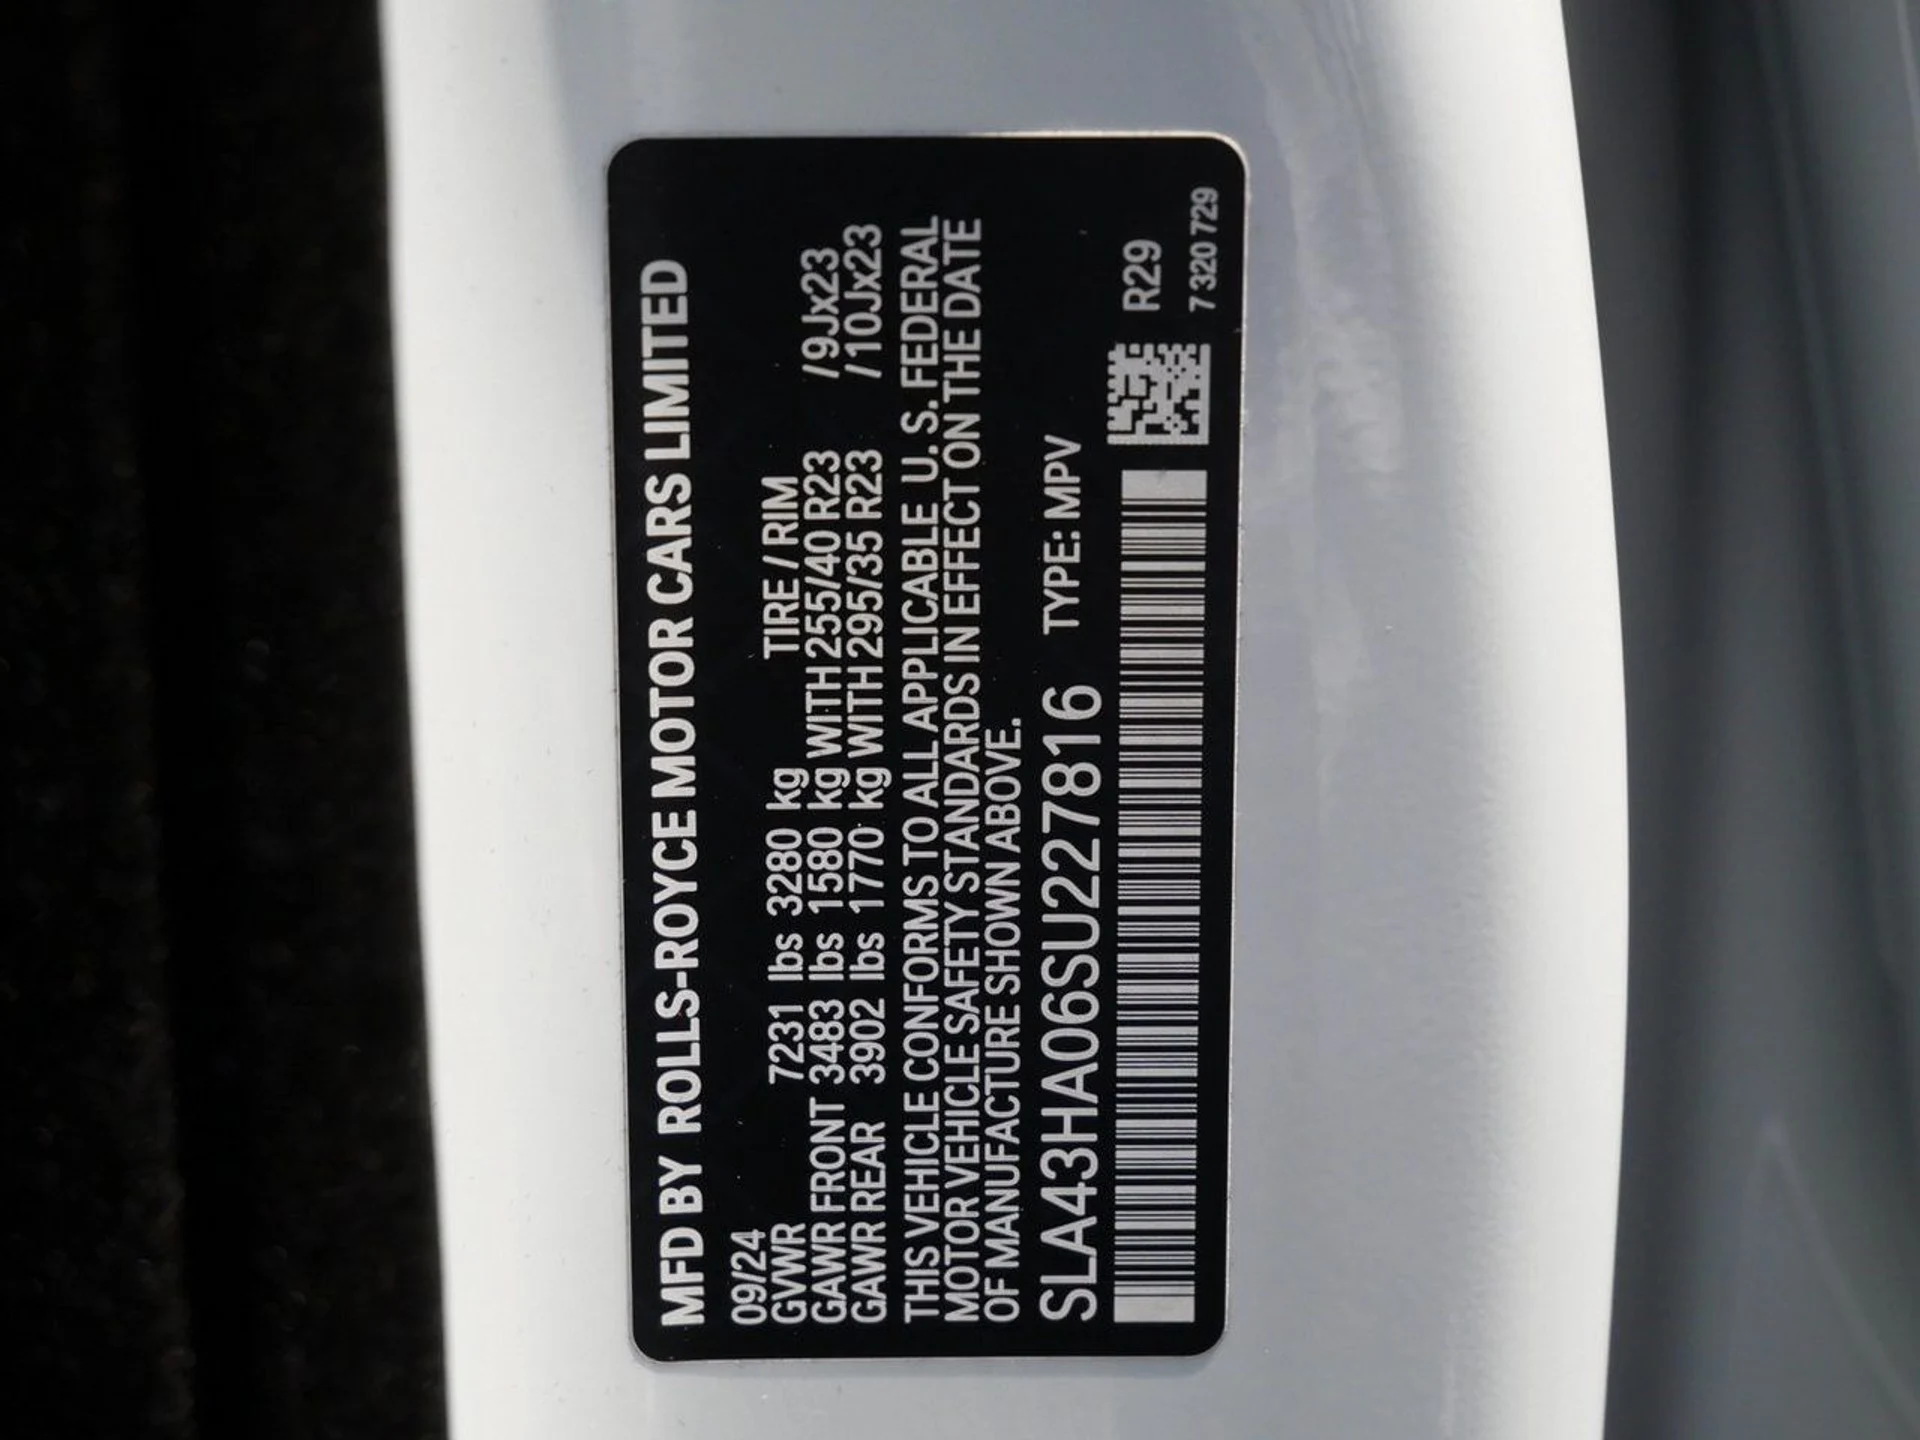 MFD BY ROLLS-ROYCE MOTOR CARS LIMITED
09/24
GVWR 7231 lbs 3280 kg TIRE / RIM
GAWR FRONT 3483 lbs 1580 kg WITH 255/40 R23 /9Jx23
GAWR REAR 3902 lbs 1770 kg WITH 295/35 R23 /10Jx23
THIS VEHICLE CONFORMS TO ALL APPLICABLE U.S. FEDERAL
MOTOR VEHICLE SAFETY STANDARDS IN EFFECT ON THE DATE
OF MANUFACTURE SHOWN ABOVE.
SLA43HA06SU227816 TYPE: MPV
R29
7 320 729